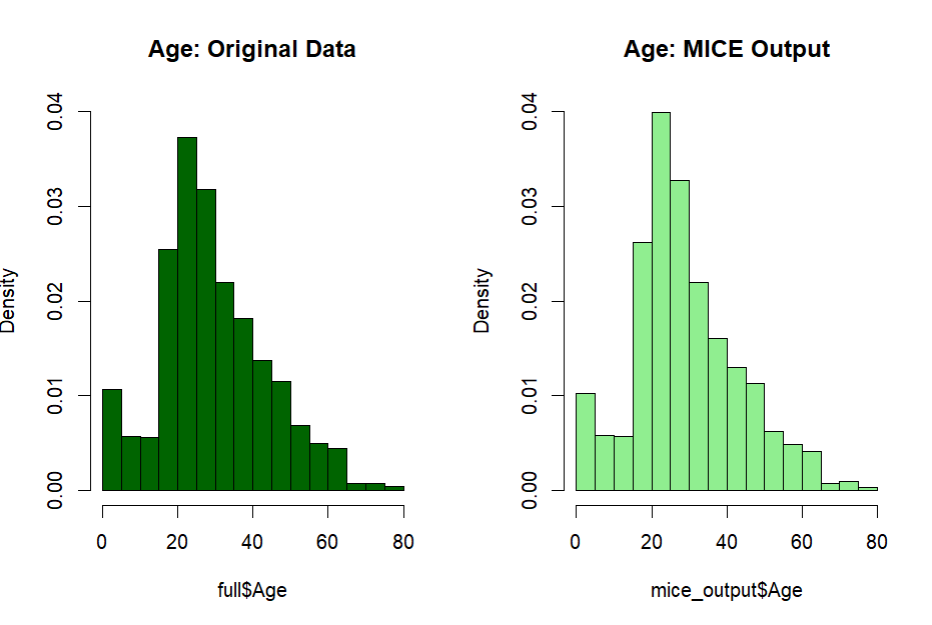 Age: Original Data
Density
0.00 0.01 0.02 0.03 0.04
0 20 40 60 80
full$Age
Age: MICE Output
Density
0.00 0.01 0.02 0.03 0.04
0 20 40 60 80
mice_output$Age